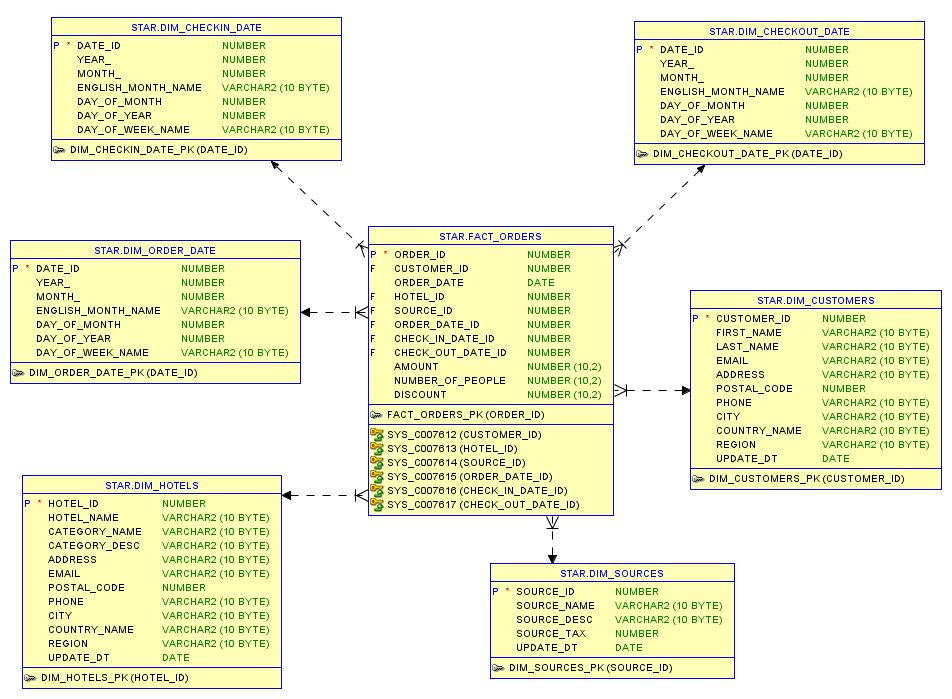 STAR.DIM_CHECKIN_DATE
P * DATE_ID NUMBER
YEAR_ NUMBER
MONTH_ NUMBER
ENGLISH_MONTH_NAME VARCHAR2 (10 BYTE)
DAY_OF_MONTH NUMBER
DAY_OF_YEAR NUMBER
DAY_OF_WEEK_NAME VARCHAR2 (10 BYTE)
DIM_CHECKIN_DATE_PK (DATE_ID)
STAR.DIM_CHECKOUT_DATE
P * DATE_ID NUMBER
YEAR_ NUMBER
MONTH_ NUMBER
ENGLISH_MONTH_NAME VARCHAR2 (10 BYTE)
DAY_OF_MONTH NUMBER
DAY_OF_YEAR NUMBER
DAY_OF_WEEK_NAME VARCHAR2 (10 BYTE)
DIM_CHECKOUT_DATE_PK (DATE_ID)
STAR.DIM_ORDER_DATE
P * DATE_ID NUMBER
YEAR_ NUMBER
MONTH_ NUMBER
ENGLISH_MONTH_NAME VARCHAR2 (10 BYTE)
DAY_OF_MONTH NUMBER
DAY_OF_YEAR NUMBER
DAY_OF_WEEK_NAME VARCHAR2 (10 BYTE)
DIM_ORDER_DATE_PK (DATE_ID)
STAR.FACT_ORDERS
P * ORDER_ID NUMBER
F CUSTOMER_ID NUMBER
ORDER_DATE DATE
F HOTEL_ID NUMBER
F SOURCE_ID NUMBER
F ORDER_DATE_ID NUMBER
F CHECK_IN_DATE_ID NUMBER
F CHECK_OUT_DATE_ID NUMBER
AMOUNT NUMBER (10,2)
NUMBER_OF_PEOPLE NUMBER (10,2)
DISCOUNT NUMBER (10,2)
FACT_ORDERS_PK (ORDER_ID)
SYS_C007612 (CUSTOMER_ID)
SYS_C007613 (HOTEL_ID)
SYS_C007614 (SOURCE_ID)
SYS_C007615 (ORDER_DATE_ID)
SYS_C007616 (CHECK_IN_DATE_ID)
SYS_C007617 (CHECK_OUT_DATE_ID)
STAR.DIM_CUSTOMERS
P * CUSTOMER_ID NUMBER
FIRST_NAME VARCHAR2 (10 BYTE)
LAST_NAME VARCHAR2 (10 BYTE)
EMAIL VARCHAR2 (10 BYTE)
ADDRESS VARCHAR2 (10 BYTE)
POSTAL_CODE NUMBER
PHONE VARCHAR2 (10 BYTE)
CITY VARCHAR2 (10 BYTE)
COUNTRY_NAME VARCHAR2 (10 BYTE)
REGION VARCHAR2 (10 BYTE)
UPDATE_DT DATE
DIM_CUSTOMERS_PK (CUSTOMER_ID)
STAR.DIM_HOTELS
P * HOTEL_ID NUMBER
HOTEL_NAME VARCHAR2 (10 BYTE)
CATEGORY_NAME VARCHAR2 (10 BYTE)
CATEGORY_DESC VARCHAR2 (10 BYTE)
ADDRESS VARCHAR2 (10 BYTE)
EMAIL VARCHAR2 (10 BYTE)
POSTAL_CODE NUMBER
PHONE VARCHAR2 (10 BYTE)
CITY VARCHAR2 (10 BYTE)
COUNTRY_NAME VARCHAR2 (10 BYTE)
REGION VARCHAR2 (10 BYTE)
UPDATE_DT DATE
DIM_HOTELS_PK (HOTEL_ID)
STAR.DIM_SOURCES
P * SOURCE_ID NUMBER
SOURCE_NAME VARCHAR2 (10 BYTE)
SOURCE_DESC VARCHAR2 (10 BYTE)
SOURCE_TAX NUMBER
UPDATE_DT DATE
DIM_SOURCES_PK (SOURCE_ID)